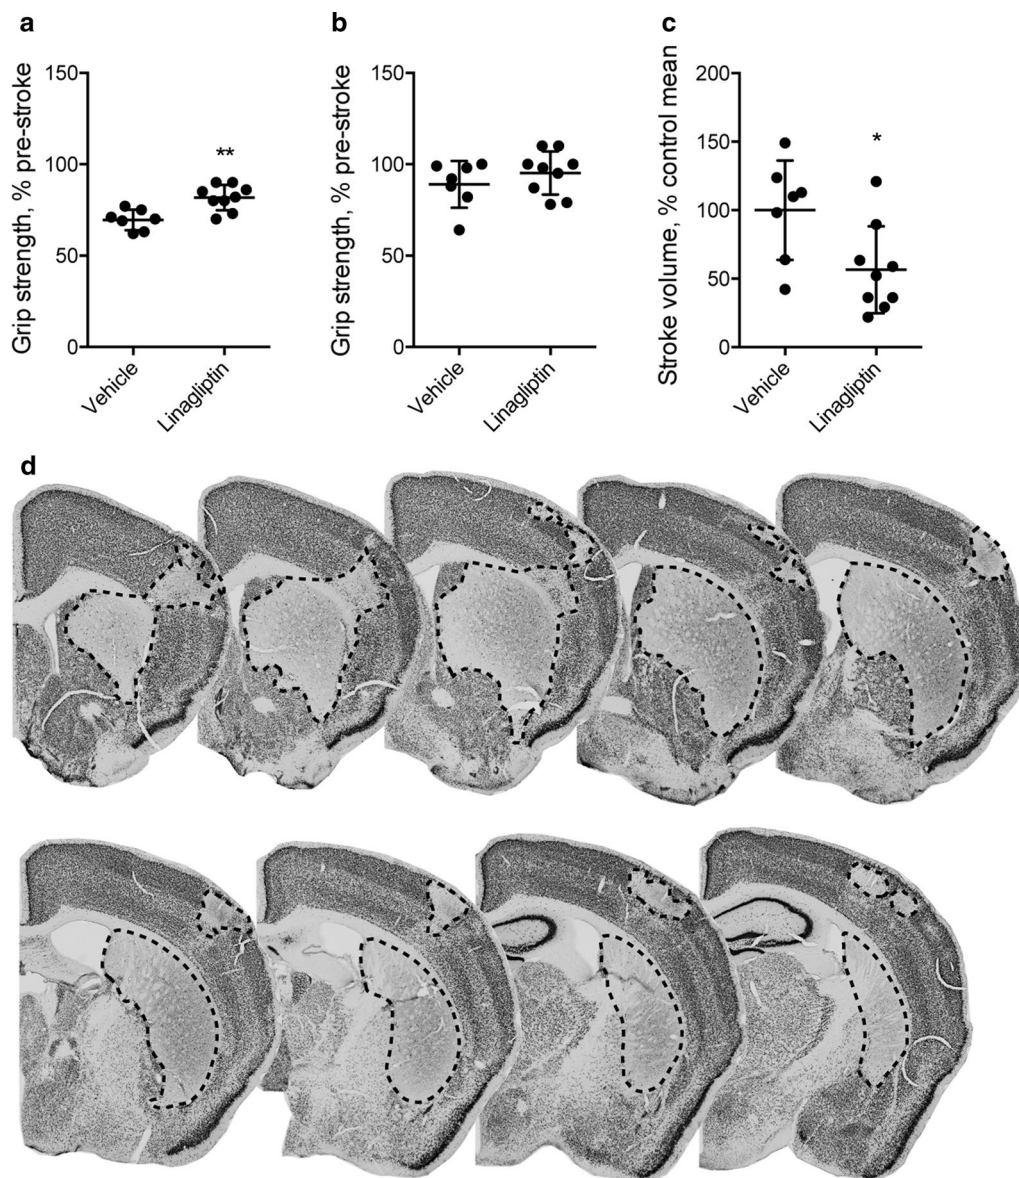 a
b
c
Grip strength, % pre-stroke
150
100
50
0
**
Vehicle
Linagliptin
Grip strength, % pre-stroke
150
100
50
0
Vehicle
Linagliptin
Stroke volume, % control mean
200
150
100
50
0
*
Vehicle
Linagliptin
d